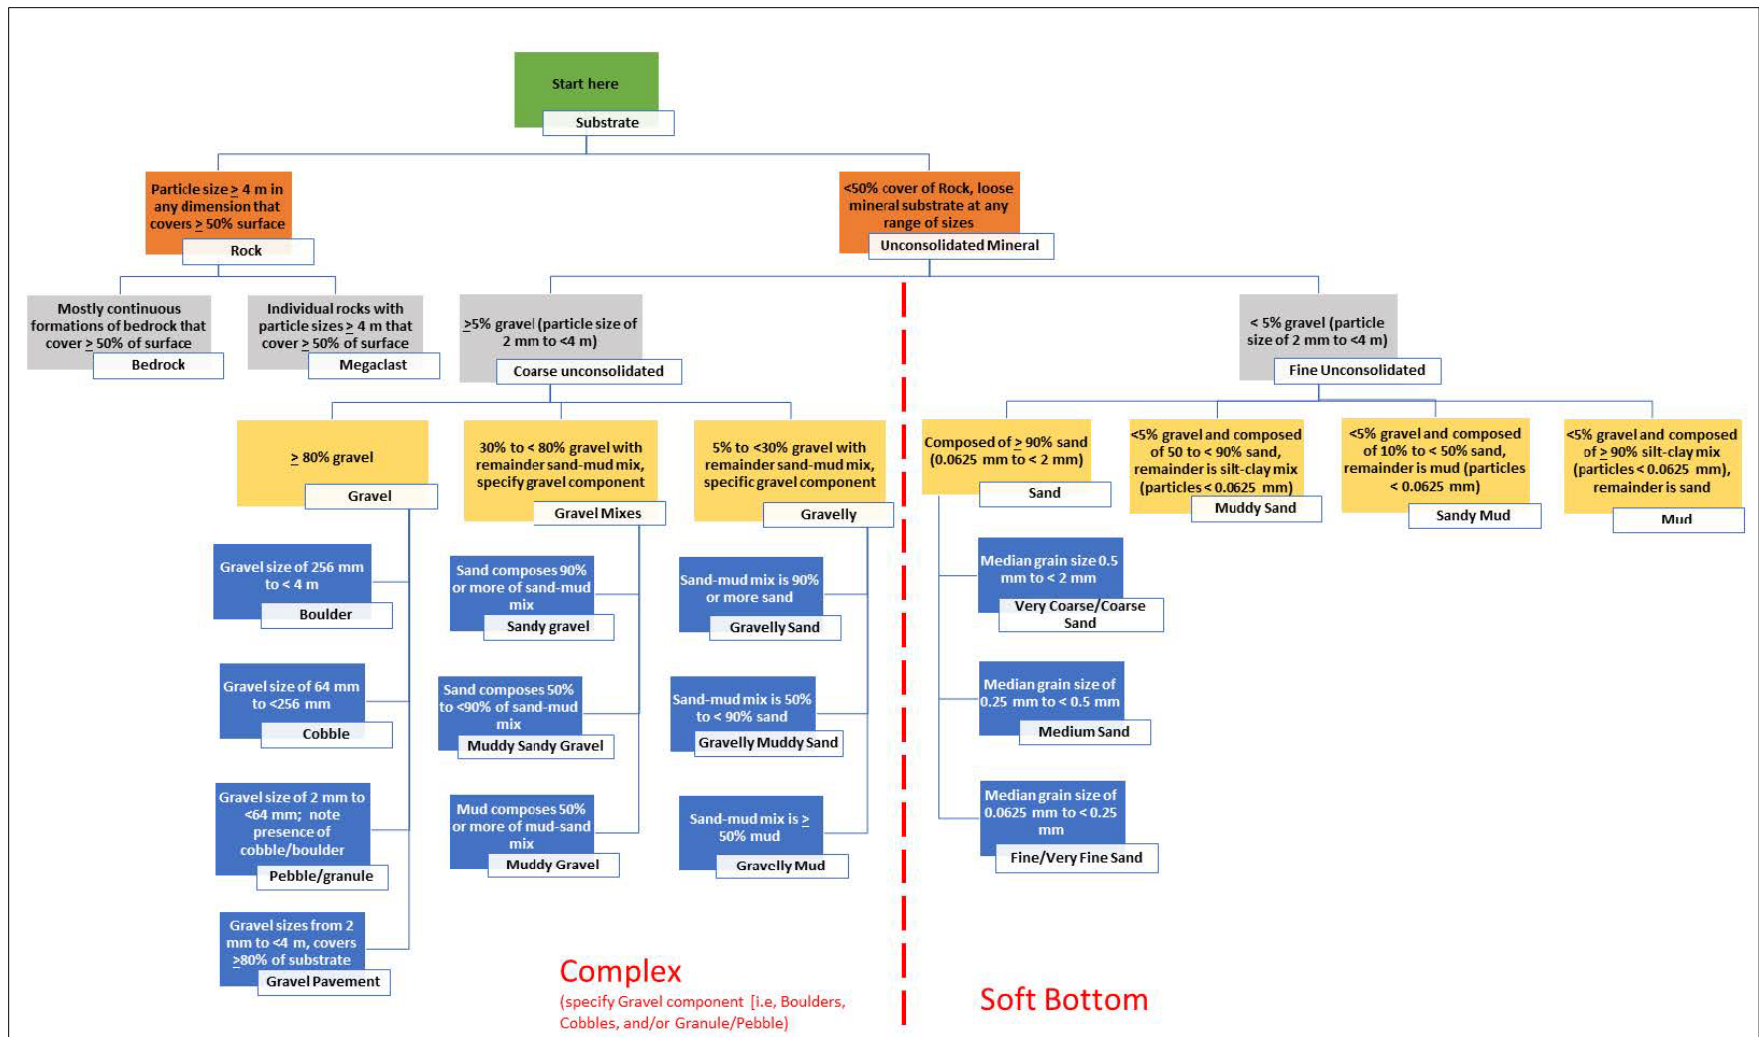 Start here
Substrate
Particle size ≥ 4 m in
any dimension that
covers ≥ 50% surface
Rock
<50% cover of Rock, loose
mineral substrate at any
range of sizes
Unconsolidated Mineral
Mostly continuous
formations of bedrock that
cover ≥ 50% of surface
Bedrock
Individual rocks with
particle sizes ≥ 4 m that
cover ≥ 50% of surface
Megaclast
≥5% gravel (particle size of
2 mm to <4 m)
Coarse unconsolidated
< 5% gravel (particle
size of 2 mm to <4 m)
Fine Unconsolidated
≥ 80% gravel
Gravel
30% to < 80% gravel with
remainder sand-mud mix,
specify gravel component
Gravel Mixes
5% to <30% gravel with
remainder sand-mud mix,
specific gravel component
Gravelly
Composed of ≥ 90% sand
(0.0625 mm to < 2 mm)
Sand
<5% gravel and composed
of 50 to < 90% sand,
remainder is silt-clay mix
(particles < 0.0625 mm)
Muddy Sand
<5% gravel and composed
of 10% to < 50% sand,
remainder is mud (particles
< 0.0625 mm)
Sandy Mud
<5% gravel and composed
of ≥ 90% silt-clay mix
(particles < 0.0625 mm),
remainder is sand
Mud
Gravel size of 256 mm
to < 4 m
Boulder
Gravel size of 64 mm
to <256 mm
Cobble
Gravel size of 2 mm to
<64 mm; note
presence of
cobble/boulder
Pebble/granule
Gravel sizes from 2
mm to <4 m, covers
≥80% of substrate
Gravel Pavement
Sand composes 90%
or more of sand-mud
mix
Sandy gravel
Sand composes 50%
to <90% of sand-mud
mix
Muddy Sandy Gravel
Mud composes 50%
or more of mud-sand
mix
Muddy Gravel
Sand-mud mix is 90%
or more sand
Gravelly Sand
Sand-mud mix is 50%
to < 90% sand
Gravelly Muddy Sand
Sand-mud mix is ≥
50% mud
Gravelly Mud
Median grain size 0.5
mm to < 2 mm
Very Coarse/Coarse
Sand
Median grain size of
0.25 mm to < 0.5 mm
Medium Sand
Median grain size of
0.0625 mm to < 0.25
mm
Fine/Very Fine Sand
Complex
(specify Gravel component [i.e, Boulders,
Cobbles, and/or Granule/Pebble)
Soft Bottom